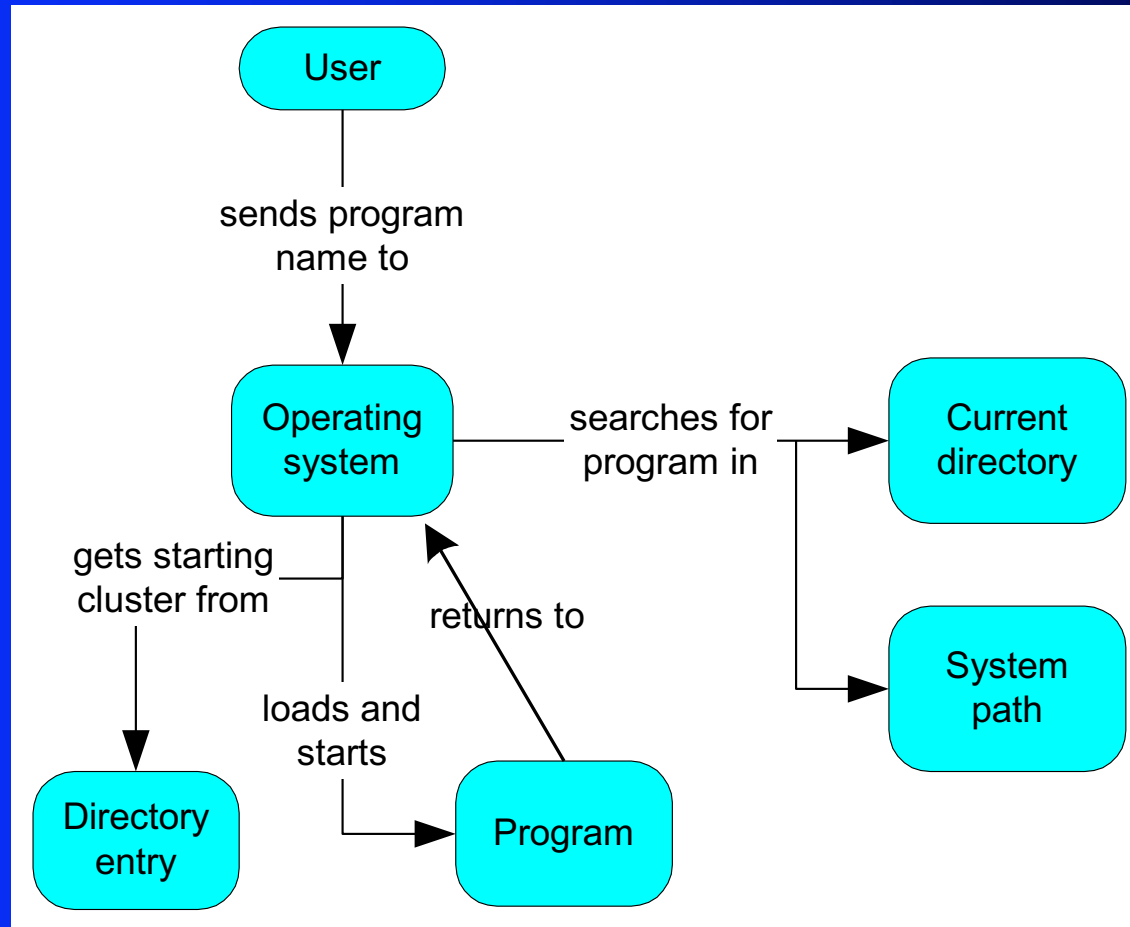 User
sends program
name to
Operating
system
searches for
program in
Current
directory
gets starting
cluster from
returns to
System
path
loads and
starts
Directory
entry
Program